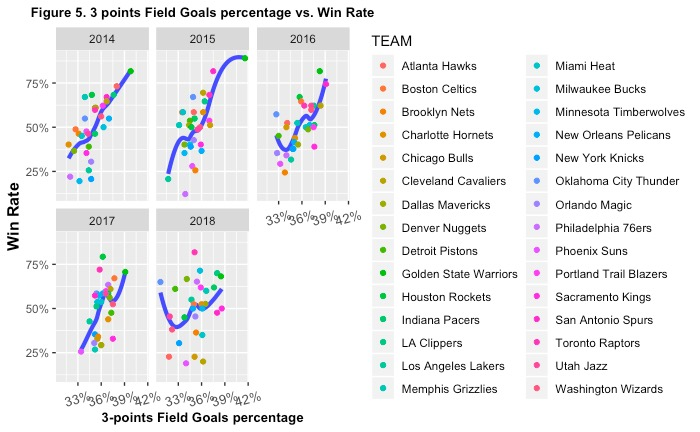 Figure 5. 3 points Field Goals percentage vs. Win Rate
2014
2015
2016
75%
50%
25%
33% 36% 39% 42%
2017
2018
75%
50%
25%
33% 36% 39% 42% 33% 36% 39% 42%
Win Rate
3-points Field Goals percentage
TEAM
Atlanta Hawks
Boston Celtics
Brooklyn Nets
Charlotte Hornets
Chicago Bulls
Cleveland Cavaliers
Dallas Mavericks
Denver Nuggets
Detroit Pistons
Golden State Warriors
Houston Rockets
Indiana Pacers
LA Clippers
Los Angeles Lakers
Memphis Grizzlies
Miami Heat
Milwaukee Bucks
Minnesota Timberwolves
New Orleans Pelicans
New York Knicks
Oklahoma City Thunder
Orlando Magic
Philadelphia 76ers
Phoenix Suns
Portland Trail Blazers
Sacramento Kings
San Antonio Spurs
Toronto Raptors
Utah Jazz
Washington Wizards